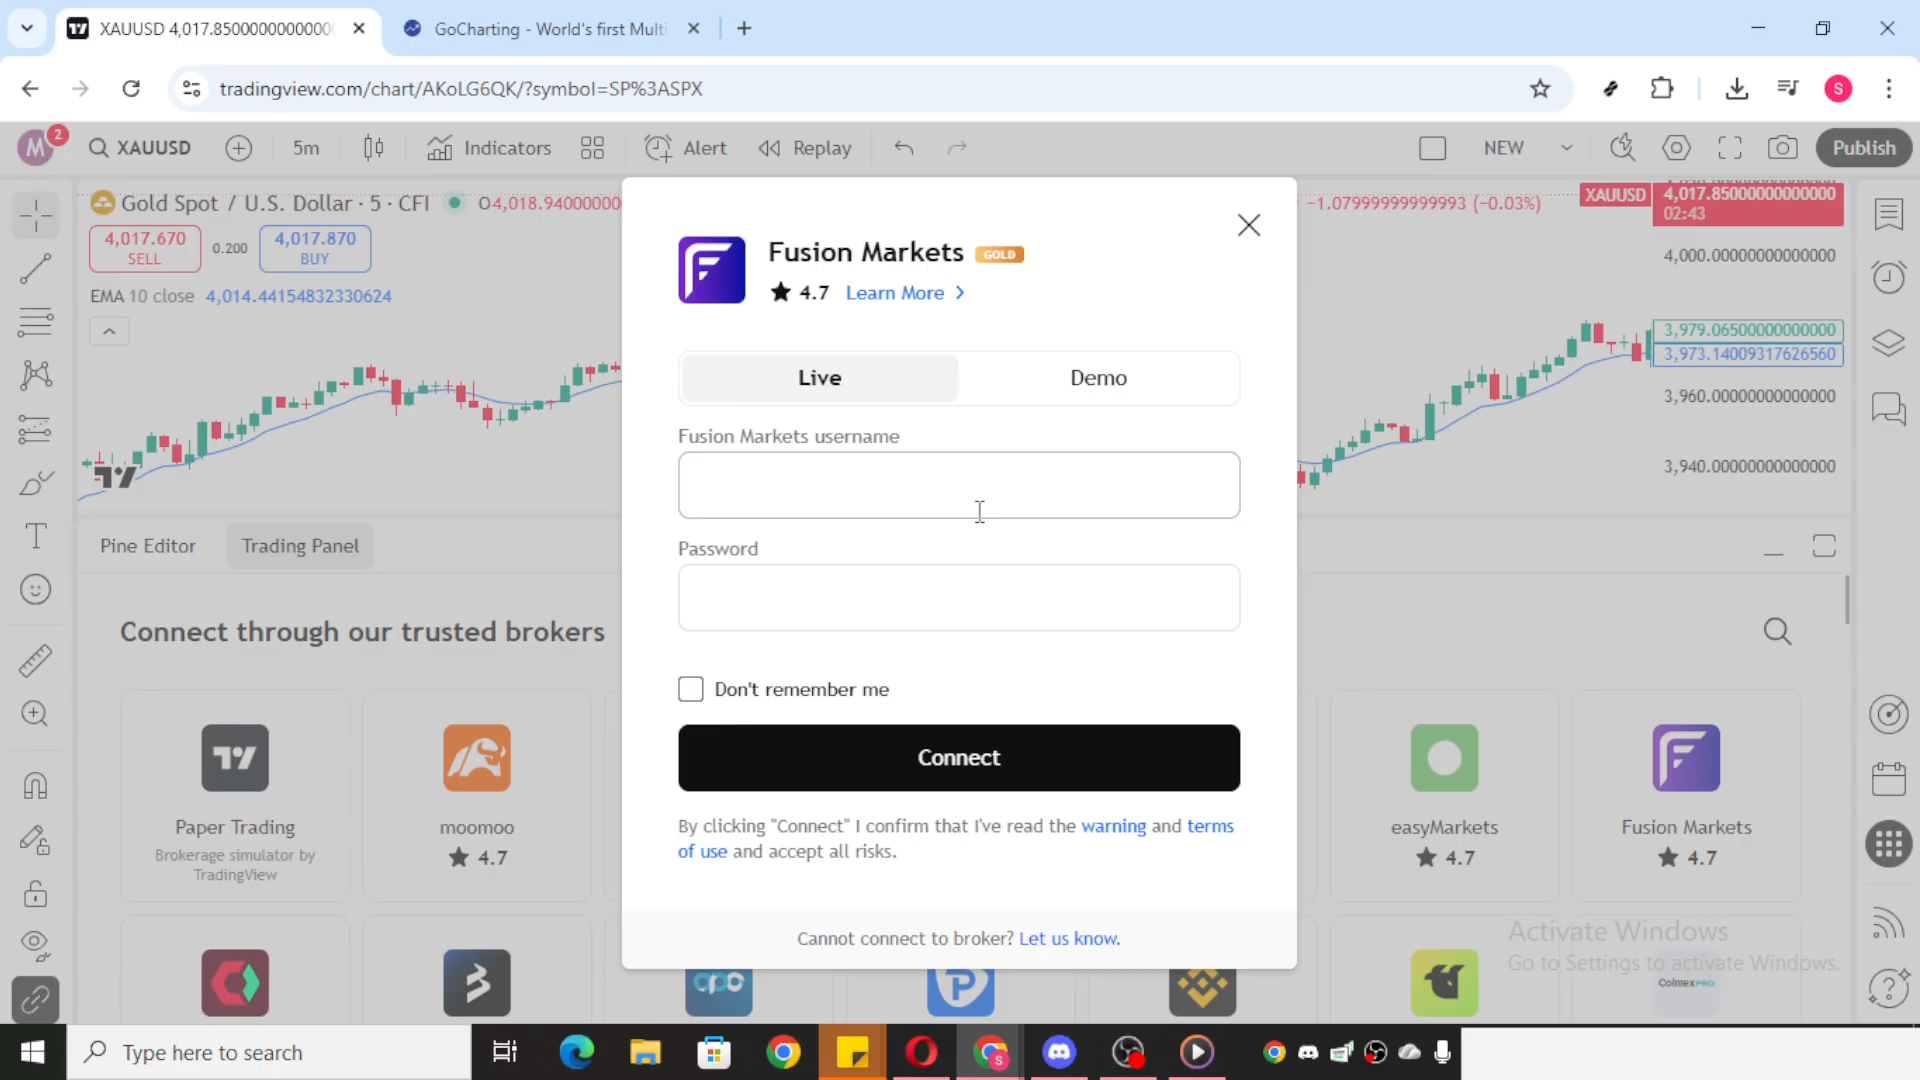 XAUUSD 4,017.8500000000000
GoCharting - World's first Multi
tradingview.com/chart/AKoLG6QK/?symbol=SP%3ASPX
S
M
2
XAUUSD
5m
Indicators
Alert
Replay
NEW
Publish
Gold Spot / U.S. Dollar · 5 · CFI
O4,018.9400000
−1.07999999999993 (−0.03%)
XAUUSD
4,017.85000000000000
02:43
4,017.670
SELL
0.200
4,017.870
BUY
EMA 10 close 4,014.44154832330624
4,000.00000000000000
3,979.06500000000000
3,973.14009317626560
3,960.00000000000000
3,940.00000000000000
Fusion Markets GOLD
4.7 Learn More
Live
Demo
Fusion Markets username
Password
Don't remember me
Connect
By clicking "Connect" I confirm that I've read the warning and terms
of use and accept all risks.
Cannot connect to broker? Let us know.
Pine Editor
Trading Panel
Connect through our trusted brokers
Paper Trading
Brokerage simulator by
TradingView
moomoo
4.7
easyMarkets
4.7
Fusion Markets
4.7
Activate Windows
Go to Settings to activate Windows.
Colmex PRO
Type here to search